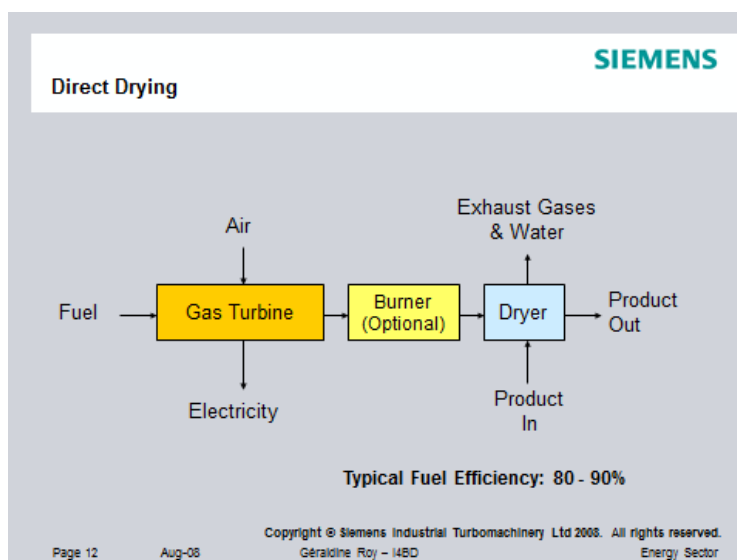 SIEMENS
Direct Drying
Exhaust Gases
& Water
Air
Fuel
Gas Turbine
Burner
(Optional)
Dryer
Product
Out
Electricity
Product
In
Typical Fuel Efficiency: 80 - 90%
Copyright © Siemens Industrial Turbomachinery Ltd 2008. All rights reserved.
Page 12 Aug-08 Géraldine Roy – I4BD Energy Sector